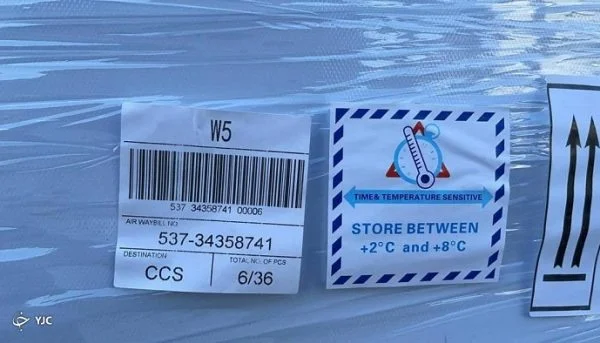 W5
537 34358741 00006
AIR WAYBILL NO
537-34358741
DESTINATION
CCS
TOTAL NO. OF PCS
6/36
TIME& TEMPERATURE SENSITIVE
STORE BETWEEN
+2°C and +8°C
YJC